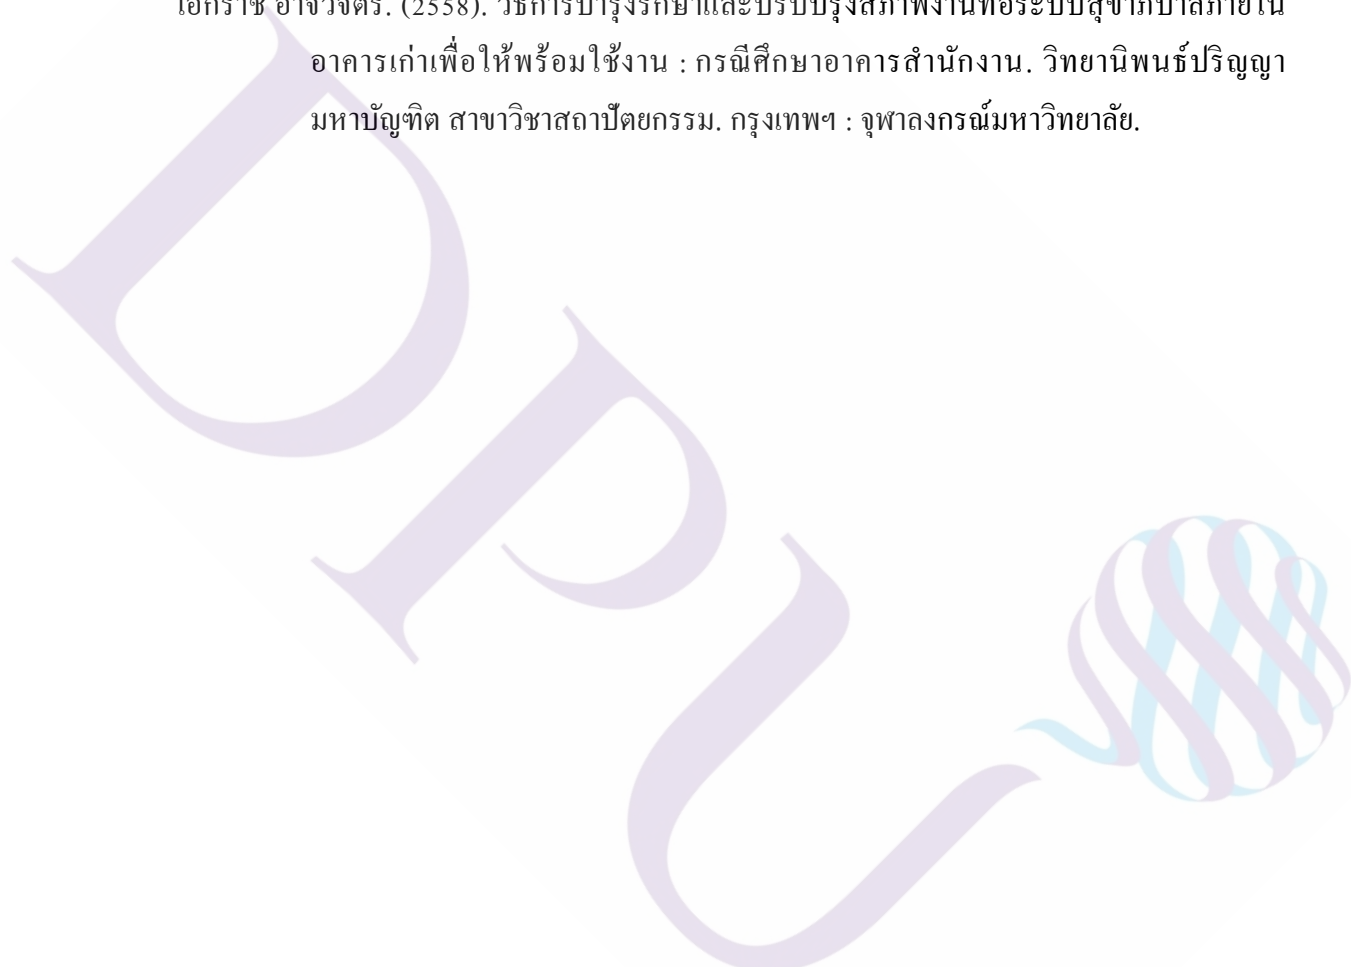 เอกราช อาจวิจิตร. (2558). วิธีการบำรุงรักษาและปรับปรุงสภาพงานท่อระบบสุขาภิบาลภายใน
อาคารเก่าเพื่อให้พร้อมใช้งาน : กรณีศึกษาอาคารสำนักงาน. วิทยานิพนธ์ปริญญา
มหาบัญฑิต สาขาวิชาสถาปัตยกรรม. กรุงเทพฯ : จุฬาลงกรณ์มหาวิทยาลัย.
DPU